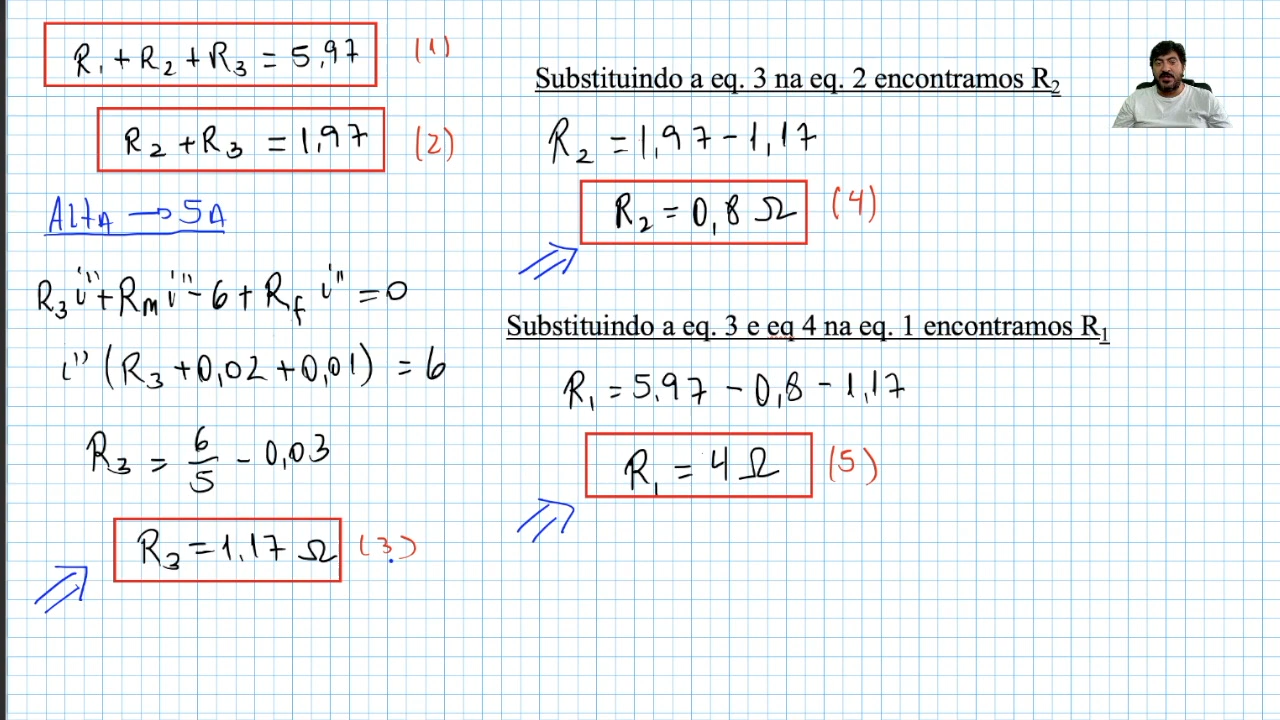 R₁ + R₂ + R₃ = 5,97 (1)
R₂ + R₃ = 1,97 (2)
Alta → 5A
R₃ i''' + Rm i''' - 6 + Rf i''' = 0
i''' (R₃ + 0,02 + 0,01) = 6
R₃ = 6/5 - 0,03
R₃ = 1,17 Ω (3)
Substituindo a eq. 3 na eq. 2 encontramos R₂
R₂ = 1,97 - 1,17
R₂ = 0,8 Ω (4)
Substituindo a eq. 3 e eq 4 na eq. 1 encontramos R₁
R₁ = 5,97 - 0,8 - 1,17
R₁ = 4 Ω (5)